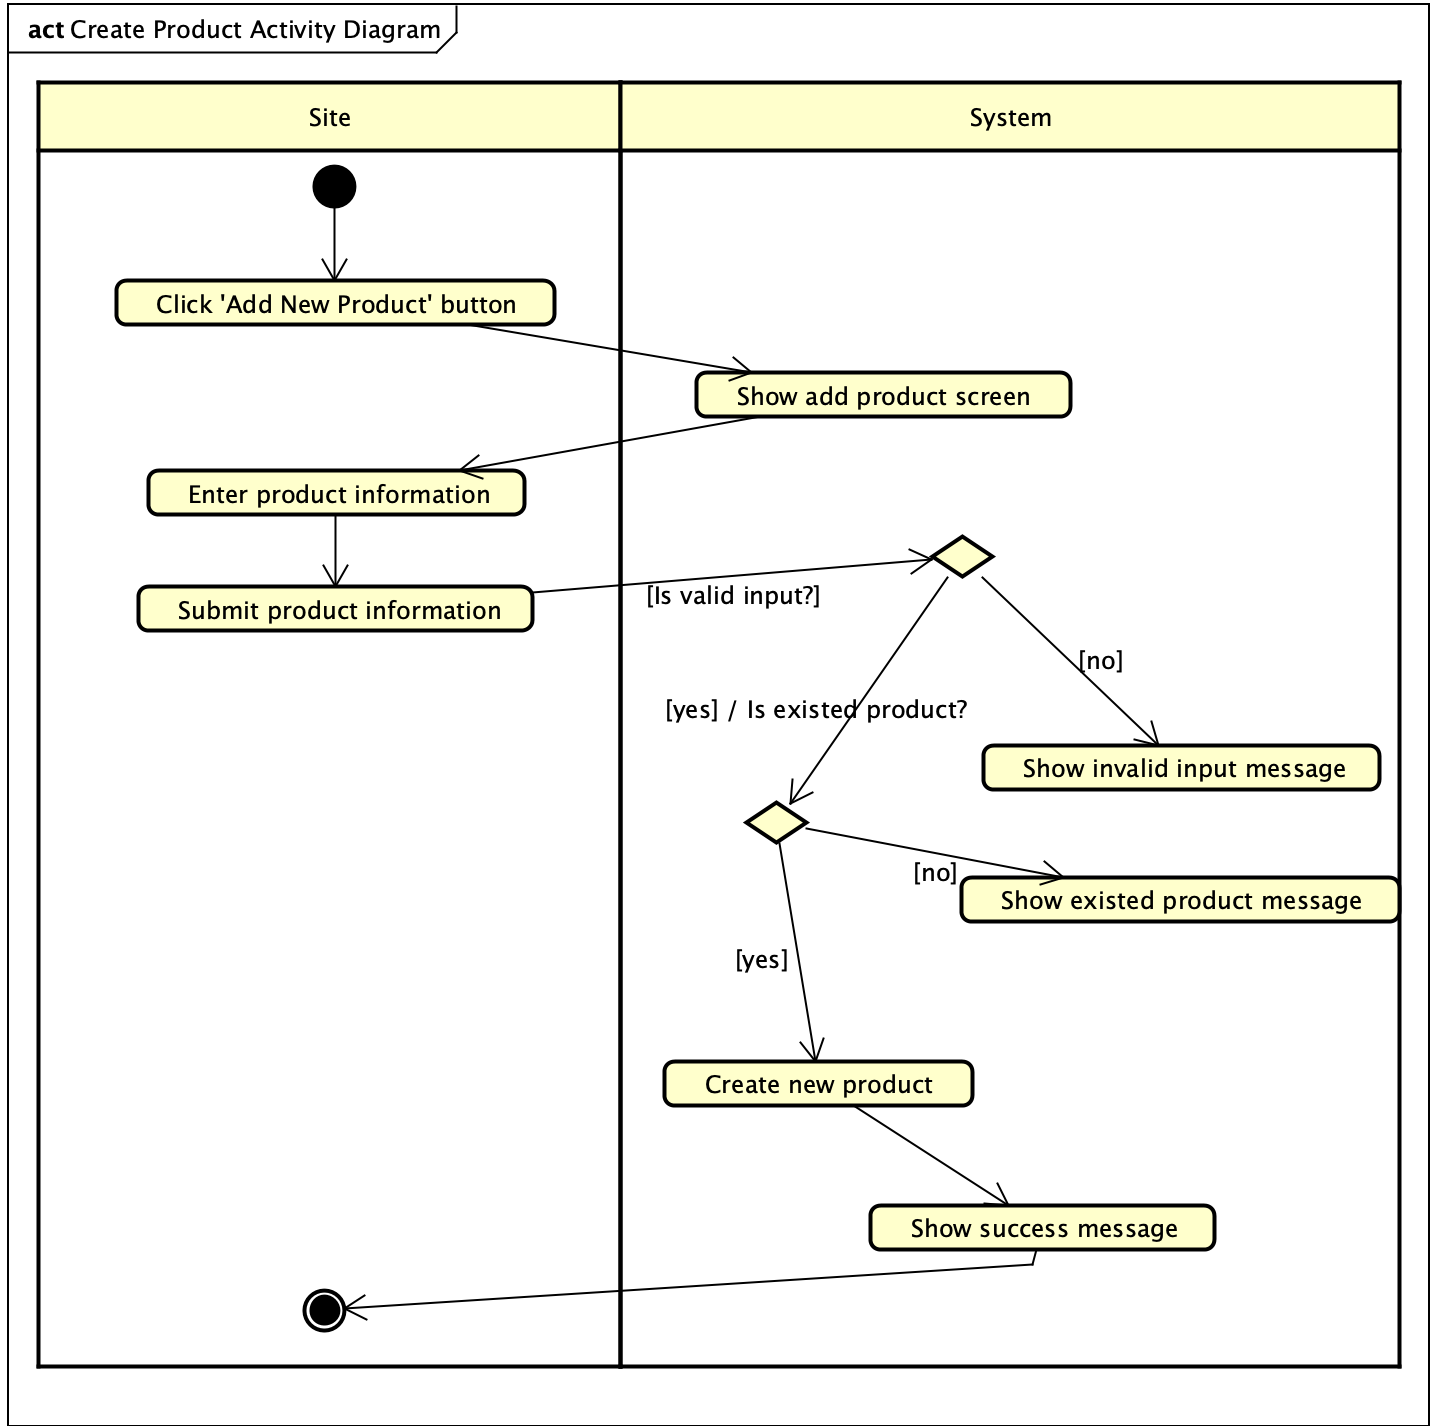 act Create Product Activity Diagram
Site
System
Click 'Add New Product' button
Show add product screen
Enter product information
Submit product information
[Is valid input?]
[no]
[yes] / Is existed product?
Show invalid input message
[no]
Show existed product message
[yes]
Create new product
Show success message